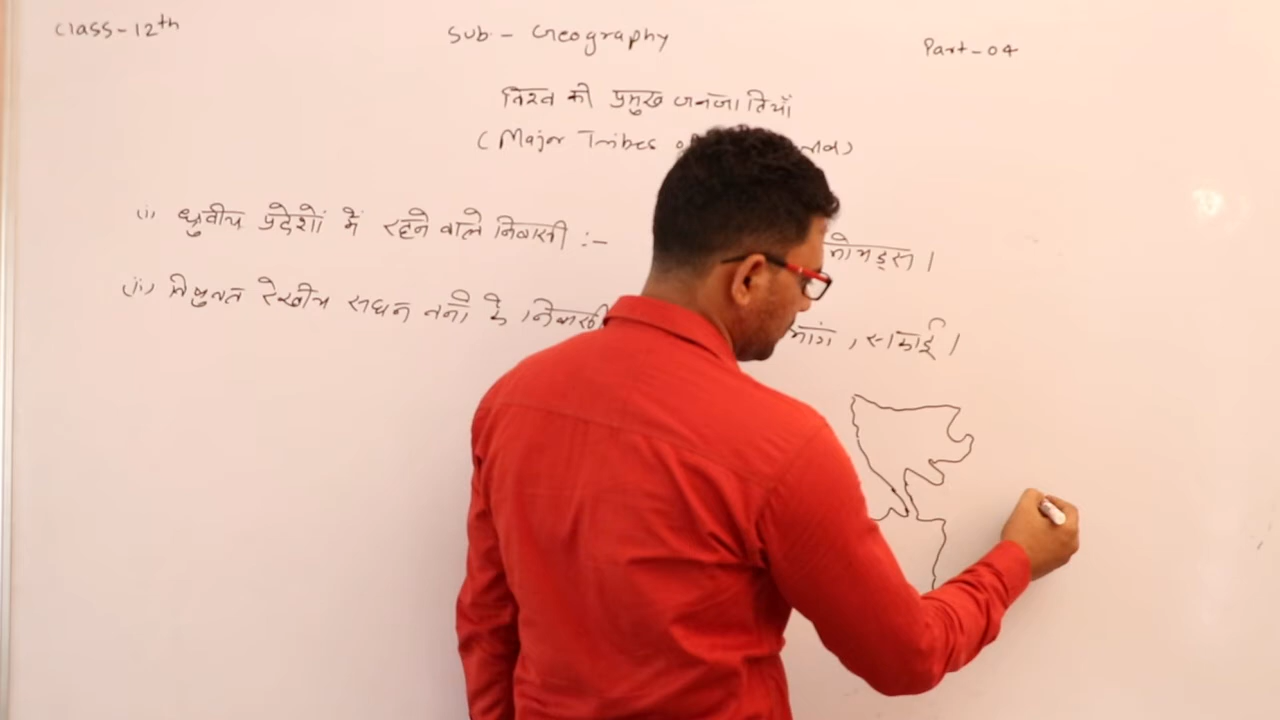 Class-12th
Sub - Geography
Part-04
विश्व की प्रमुख जनजातियाँ
(Major Tribes
(i) ध्रुवीय प्रदेशों में रहने वाले निवासी :-
(ii) विषुवत रेखीय सघन वनों के निवासी